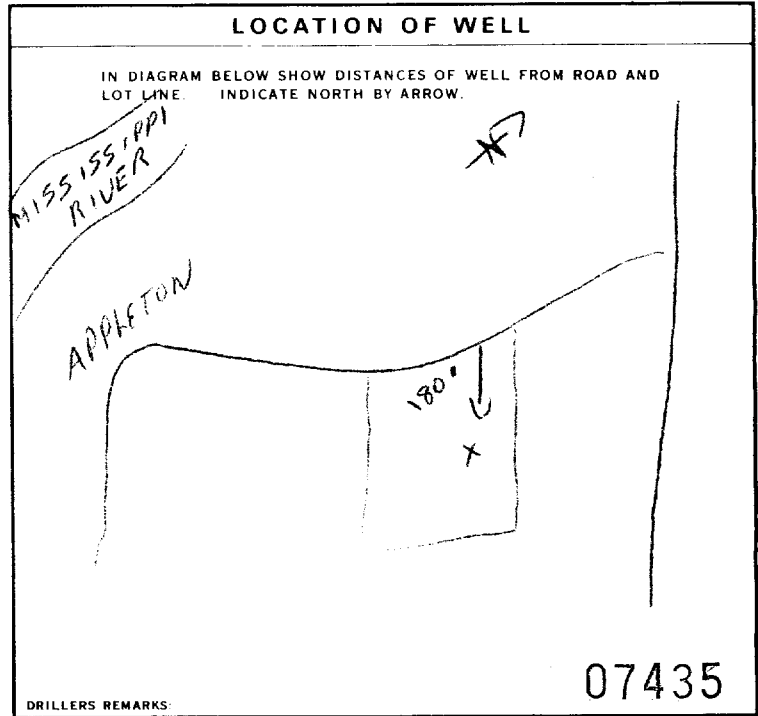 LOCATION OF WELL
IN DIAGRAM BELOW SHOW DISTANCES OF WELL FROM ROAD AND
LOT LINE. INDICATE NORTH BY ARROW.
N
MISSISSIPPI
RIVER
APPLETON
180'
X
07435
DRILLERS REMARKS: